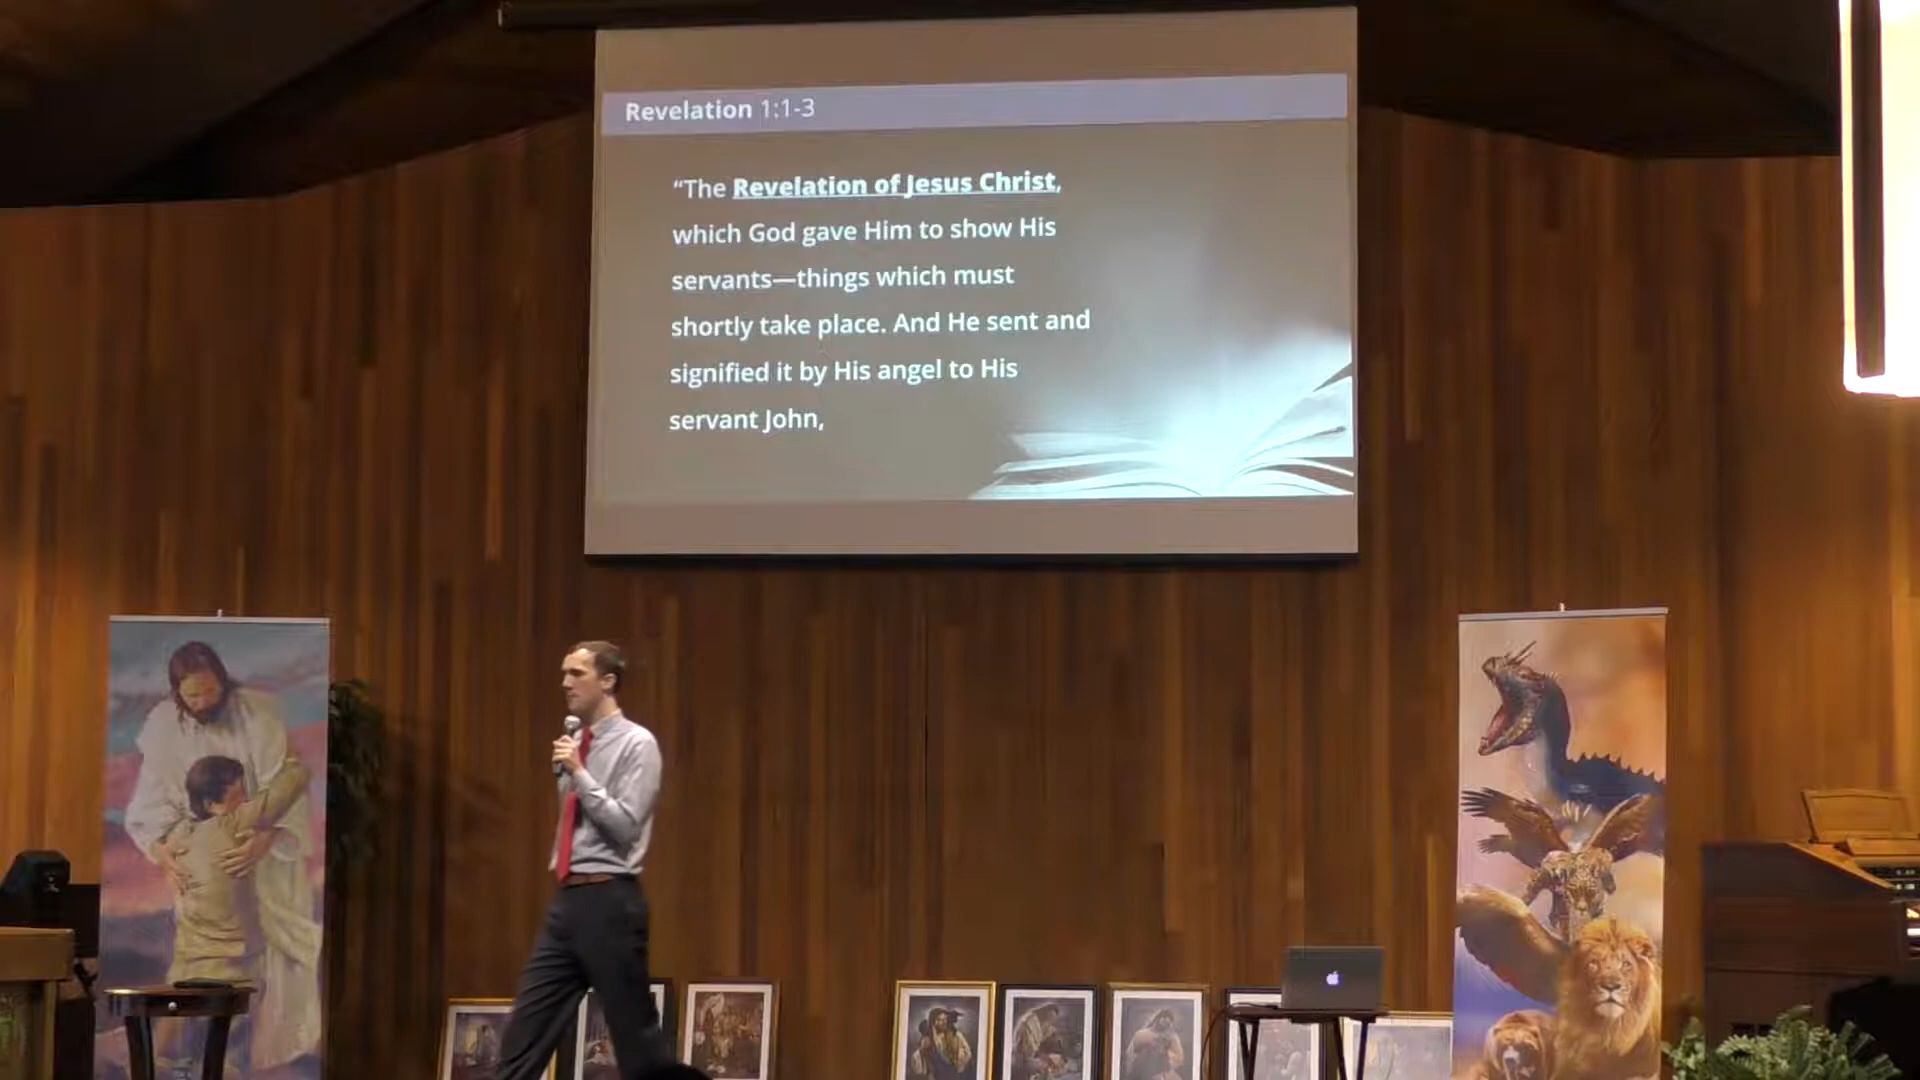 Revelation 1:1-3
“The Revelation of Jesus Christ,
which God gave Him to show His
servants—things which must
shortly take place. And He sent and
signified it by His angel to His
servant John,